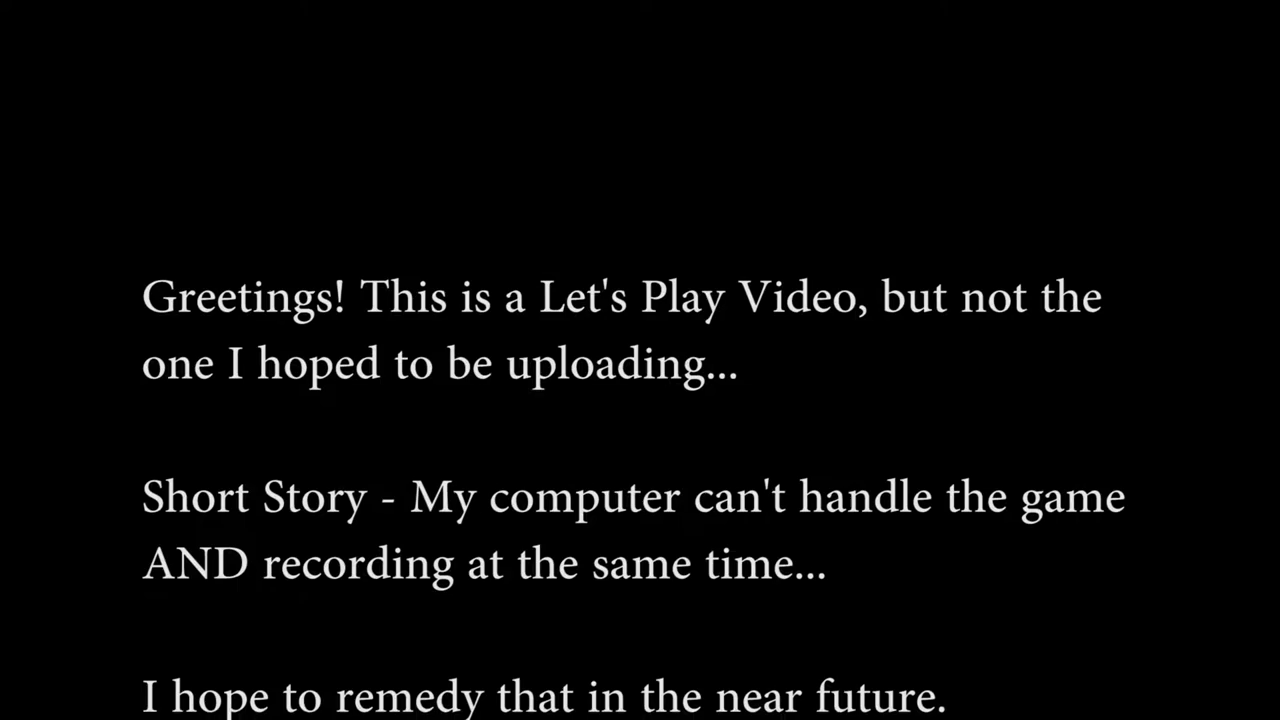 Greetings! This is a Let's Play Video, but not the
one I hoped to be uploading...
Short Story - My computer can't handle the game
AND recording at the same time...
I hope to remedy that in the near future.